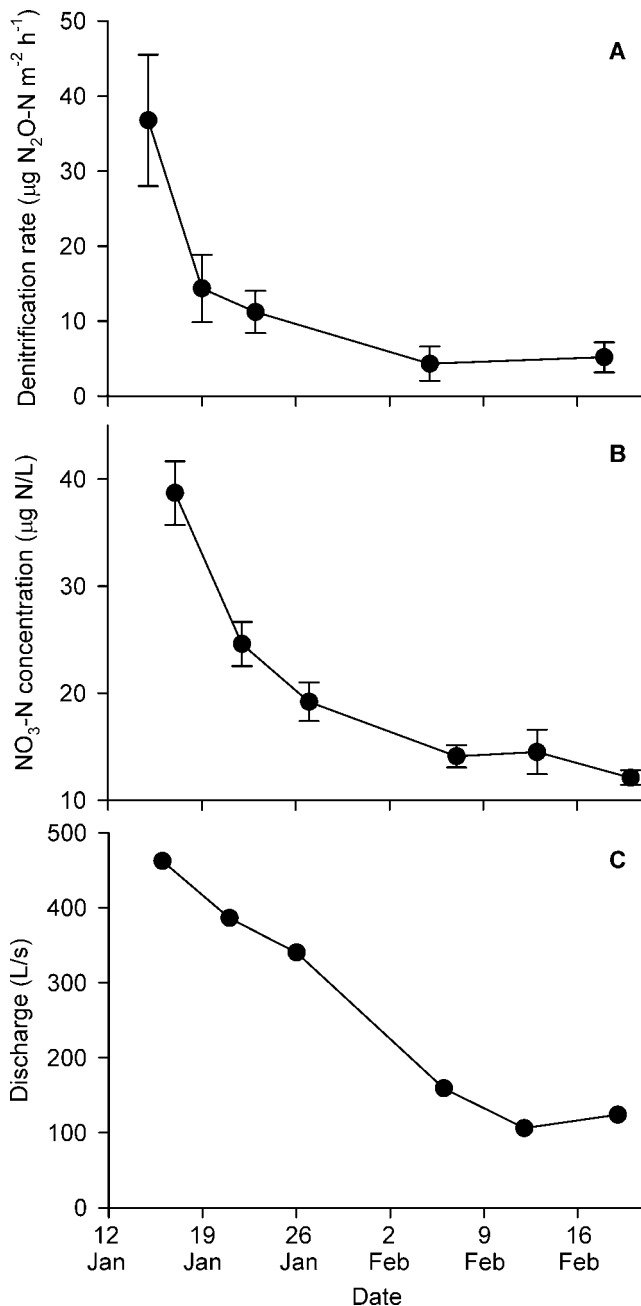 Denitrification rate (μg N₂O-N m⁻² h⁻¹)
50
40
30
20
10
0
A
NO₃-N concentration (μg N/L)
40
30
20
10
B
Discharge (L/s)
500
400
300
200
100
0
C
12 19 26 2 9 16
Jan Jan Jan Feb Feb Feb
Date